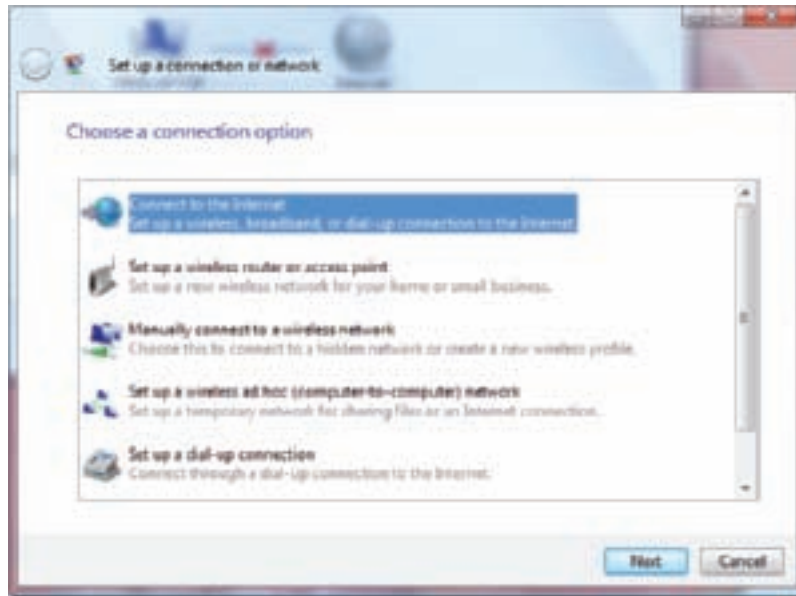 Set up a connection or network
Choose a connection option
Connect to the Internet
Set up a wireless, broadband, or dial-up connection to the Internet.
Set up a wireless router or access point
Set up a new wireless network for your home or small business.
Manually connect to a wireless network
Choose this to connect to a hidden network or create a new wireless profile.
Set up a wireless ad hoc (computer-to-computer) network
Set up a temporary network for sharing files or an Internet connection.
Set up a dial-up connection
Connect through a dial-up connection to the Internet.
Next
Cancel